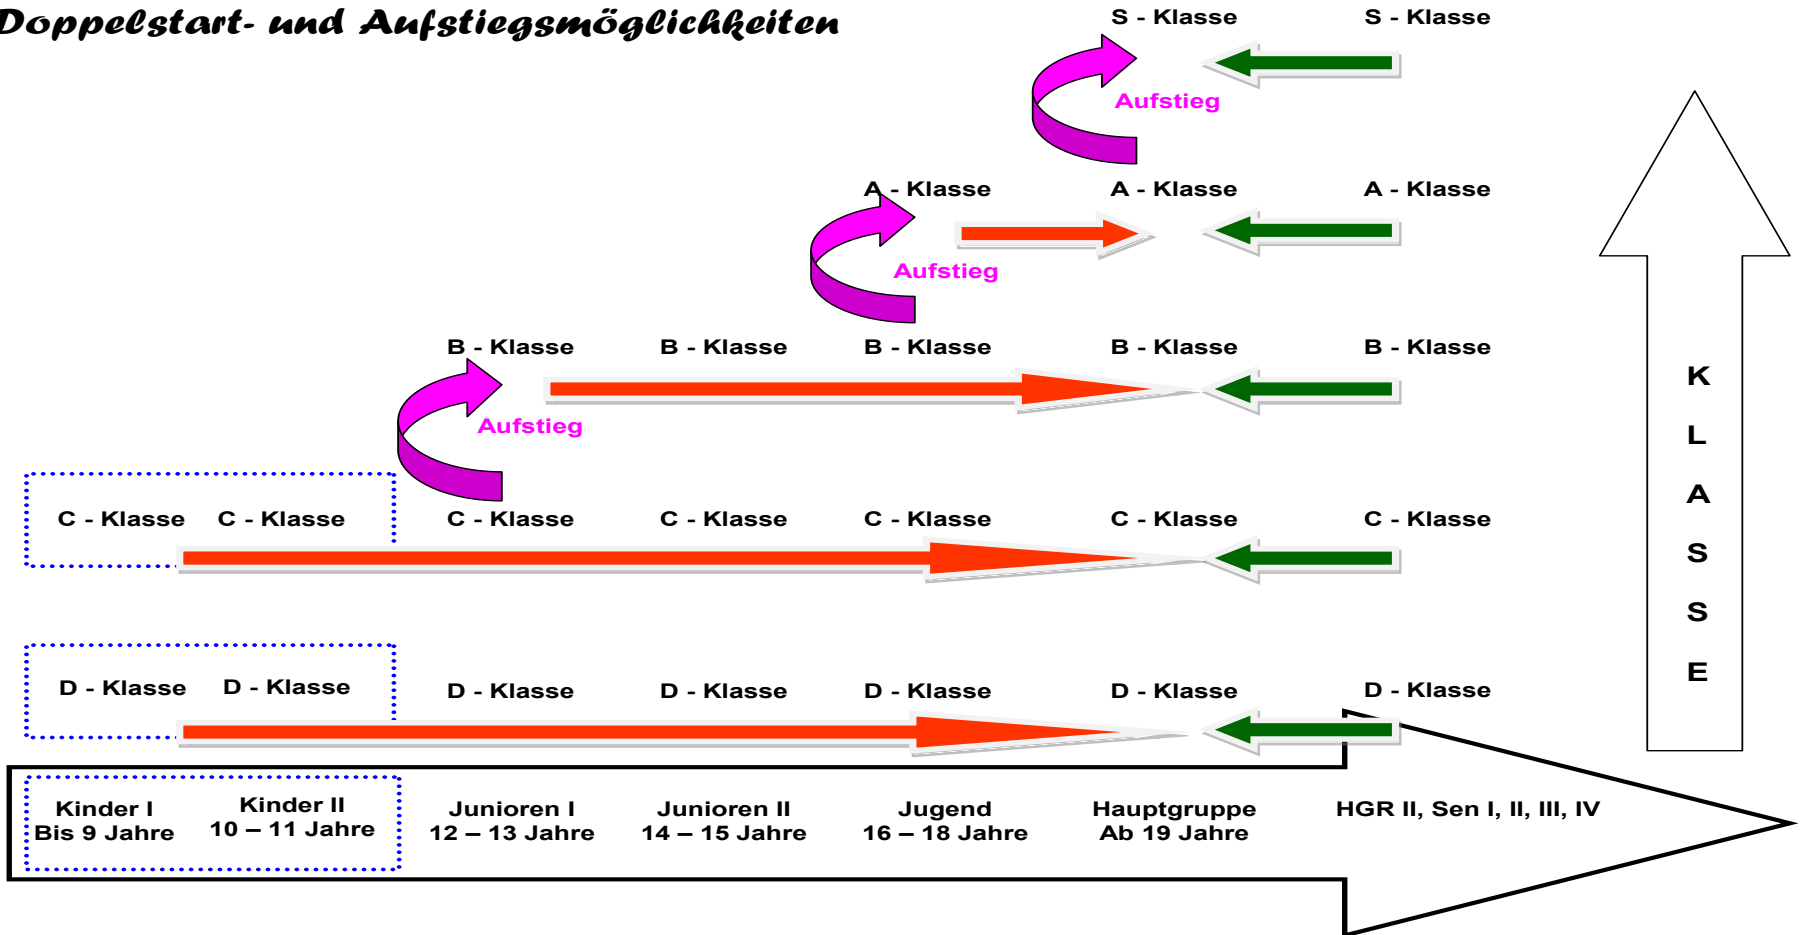 Doppelstart- und Aufstiegsmöglichkeiten
S - Klasse S - Klasse
Aufstieg
A - Klasse A - Klasse A - Klasse
Aufstieg
B - Klasse B - Klasse B - Klasse B - Klasse B - Klasse
Aufstieg
C - Klasse C - Klasse C - Klasse C - Klasse C - Klasse C - Klasse C - Klasse
D - Klasse D - Klasse D - Klasse D - Klasse D - Klasse D - Klasse D - Klasse
Kinder I
Bis 9 Jahre
Kinder II
10 – 11 Jahre
Junioren I
12 – 13 Jahre
Junioren II
14 – 15 Jahre
Jugend
16 – 18 Jahre
Hauptgruppe
Ab 19 Jahre
HGR II, Sen I, II, III, IV
K
L
A
S
S
E